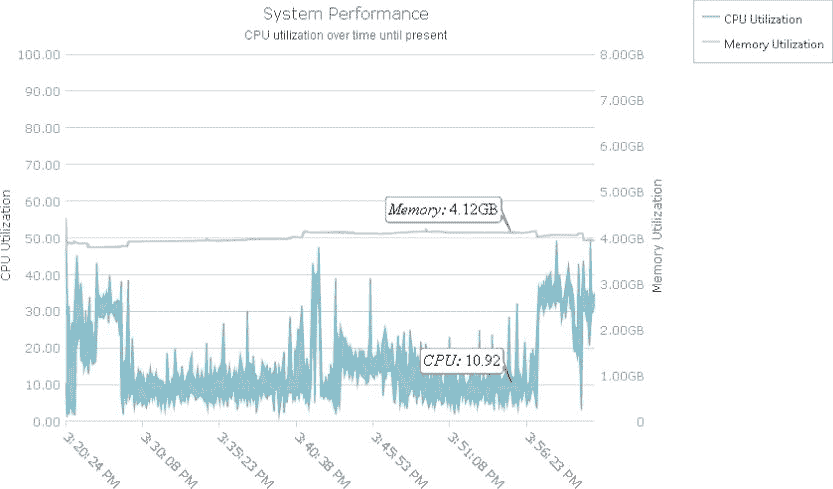 System Performance
CPU utilization over time until present
CPU Utilization
Memory Utilization
100.00
90.00
80.00
70.00
60.00
50.00
40.00
30.00
20.00
10.00
0.00
CPU Utilization
8.00GB
7.00GB
6.00GB
5.00GB
4.00GB
3.00GB
2.00GB
1.00GB
0
Memory Utilization
Memory: 4.12GB
CPU: 10.92
3:20:24 PM
3:30:08 PM
3:35:23 PM
3:40:38 PM
3:45:53 PM
3:51:08 PM
3:56:23 PM